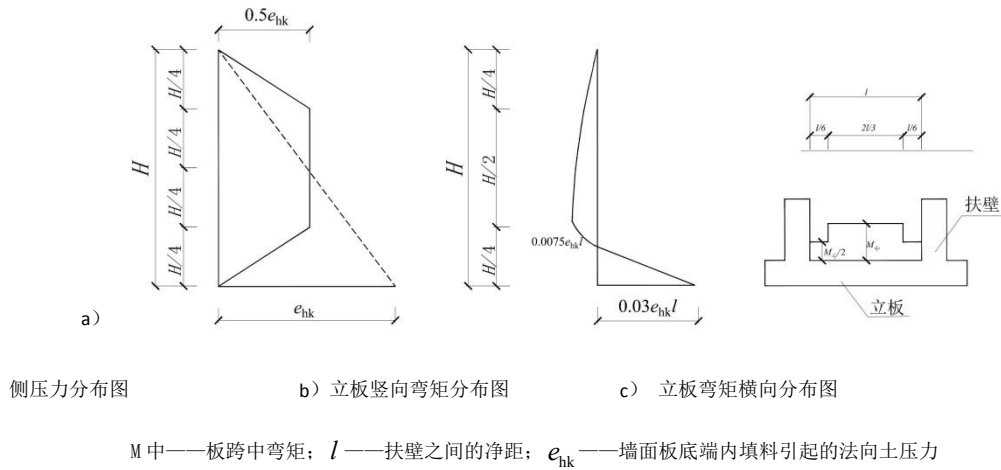 0.5e_hk
H
H/4
H/4
H/4
H/4
e_hk
a）
H
H/4
H/2
H/4
0.0075e_hk l
0.03e_hk l
l
l/6
2l/3
l/6
扶壁
M中/2
M中
立板
侧压力分布图
b）立板竖向弯矩分布图
c） 立板弯矩横向分布图
M 中——板跨中弯矩；l——扶壁之间的净距；e_hk——墙面板底端内填料引起的法向土压力